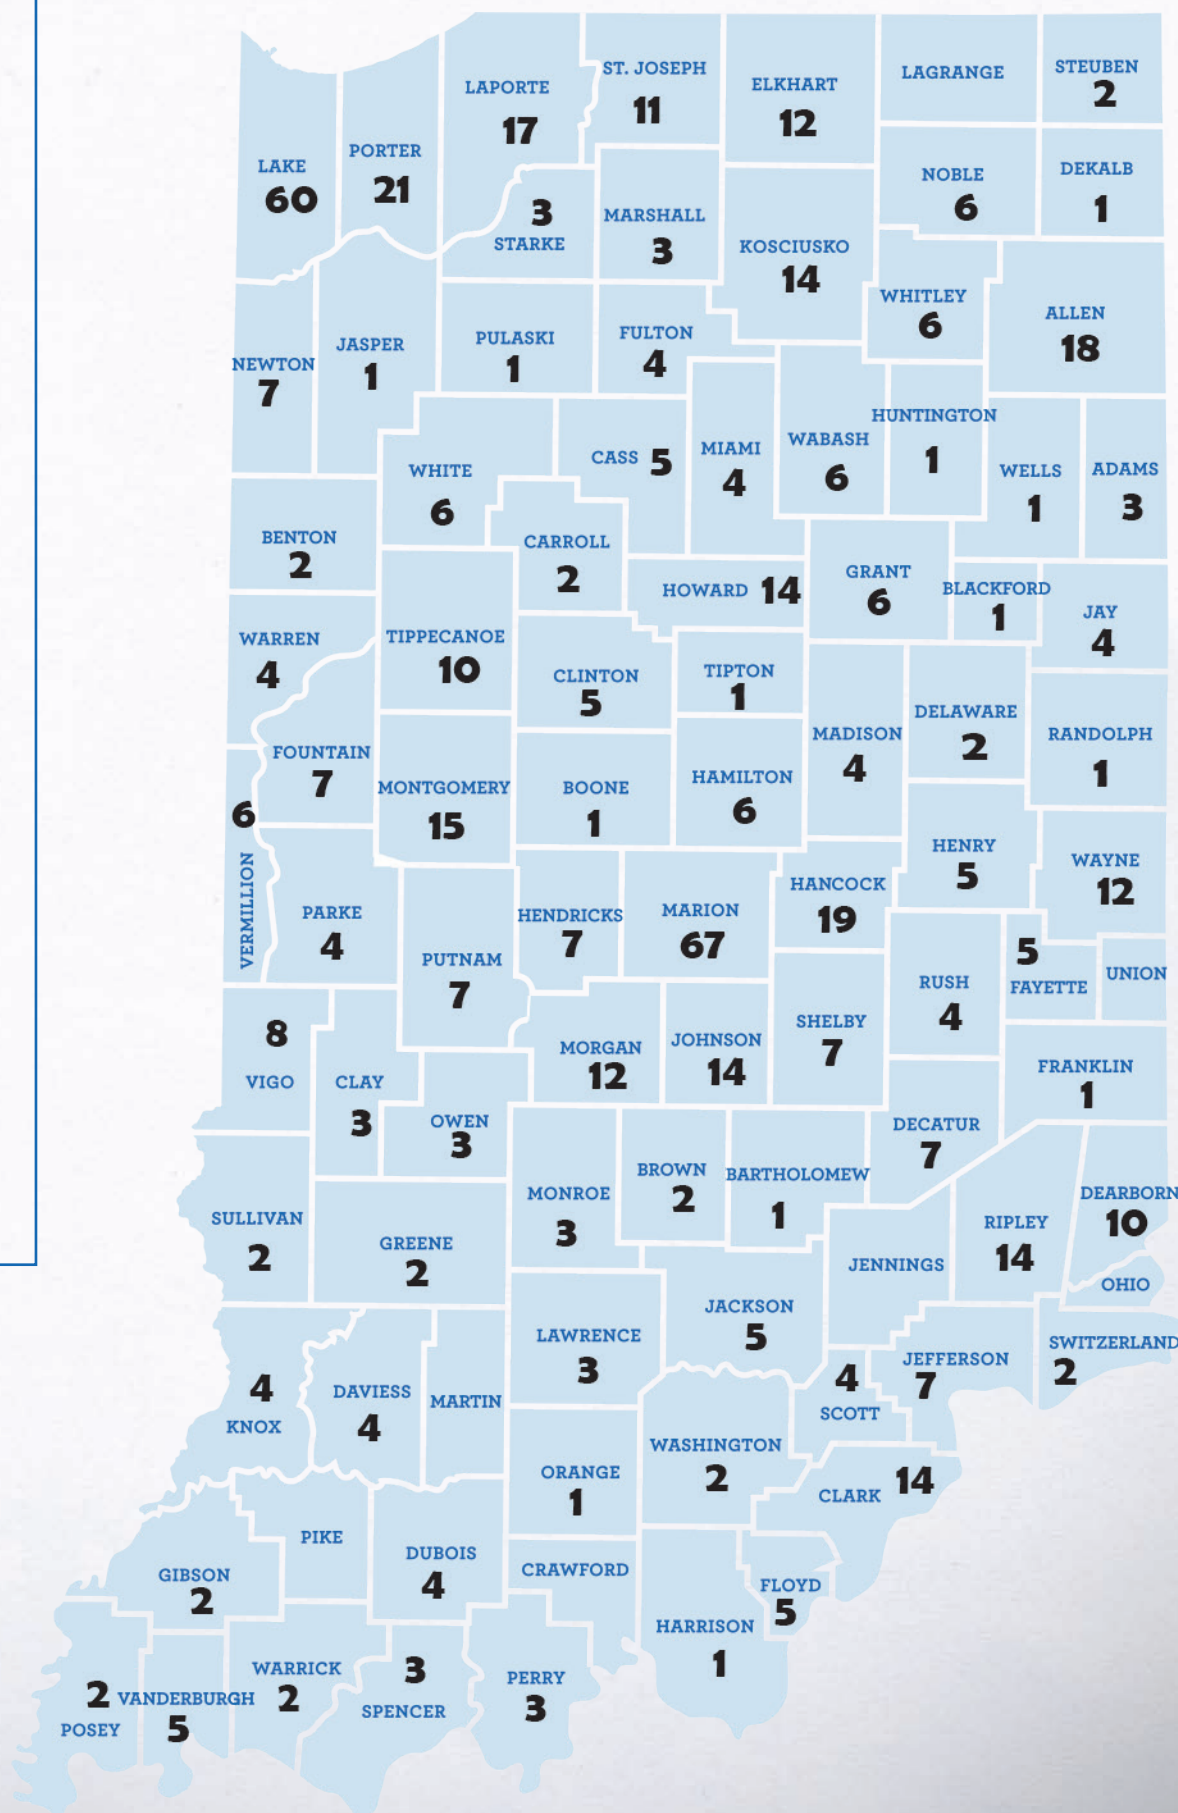 ST. JOSEPH
11
LAPORTE
17
ELKHART
12
LAGRANGE
STEUBEN
2
LAKE
60
PORTER
21
3
STARKE
MARSHALL
3
KOSCIUSKO
14
NOBLE
6
DEKALB
1
WHITLEY
6
ALLEN
18
NEWTON
7
JASPER
1
PULASKI
1
FULTON
4
WHITE
6
CASS 5
MIAMI
4
WABASH
6
HUNTINGTON
1
WELLS
1
ADAMS
3
BENTON
2
CARROLL
2
HOWARD 14
GRANT
6
BLACKFORD
1
JAY
4
WARREN
4
TIPPECANOE
10
CLINTON
5
TIPTON
1
MADISON
4
DELAWARE
2
RANDOLPH
1
FOUNTAIN
7
MONTGOMERY
15
BOONE
1
HAMILTON
6
6
VERMILLION
PARKE
4
PUTNAM
7
HENDRICKS
7
MARION
67
HANCOCK
19
HENRY
5
WAYNE
12
RUSH
4
5
FAYETTE
UNION
8
VIGO
CLAY
3
OWEN
3
MORGAN
12
JOHNSON
14
SHELBY
7
FRANKLIN
1
DECATUR
7
SULLIVAN
2
GREENE
2
MONROE
3
BROWN
2
BARTHOLOMEW
1
JENNINGS
RIPLEY
14
DEARBORN
10
OHIO
LAWRENCE
3
JACKSON
5
4
KNOX
DAVIESS
4
MARTIN
4
SCOTT
JEFFERSON
7
SWITZERLAND
2
ORANGE
1
WASHINGTON
2
CLARK 14
GIBSON
2
PIKE
DUBOIS
4
CRAWFORD
HARRISON
1
FLOYD
5
2
POSEY
VANDERBURGH
5
WARRICK
2
3
SPENCER
PERRY
3